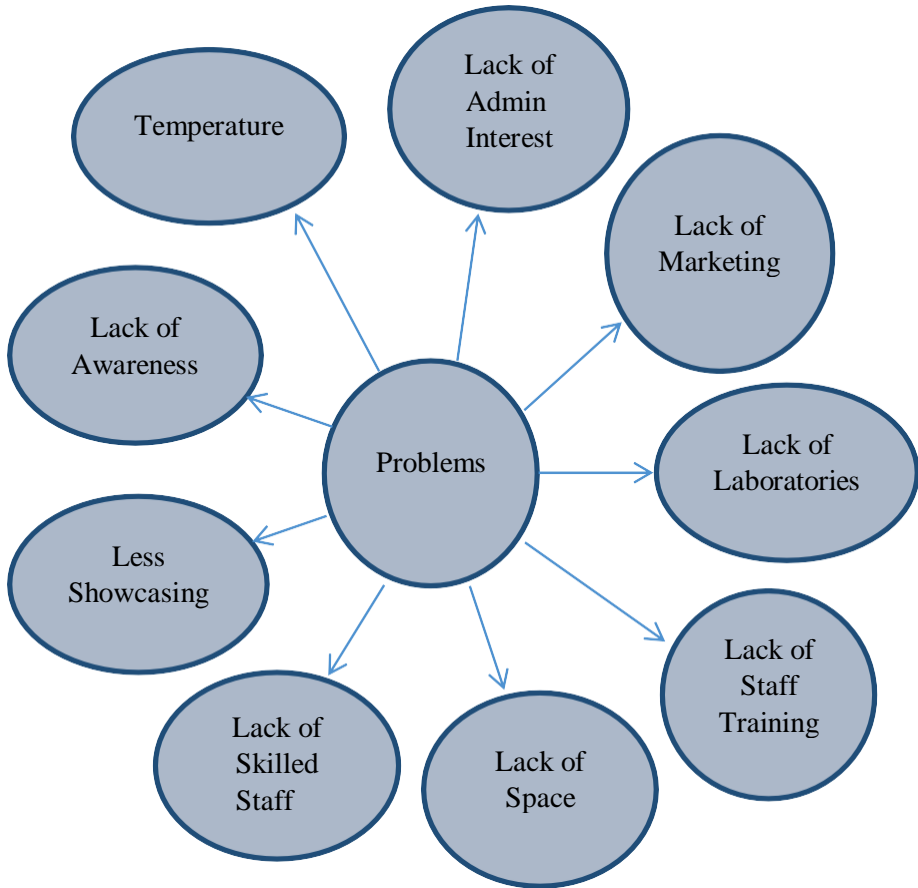 Temperature
Lack of
Admin
Interest
Lack of
Marketing
Lack of
Awareness
Problems
Lack of
Laboratories
Less
Showcasing
Lack of
Staff
Training
Lack of
Skilled
Staff
Lack of
Space